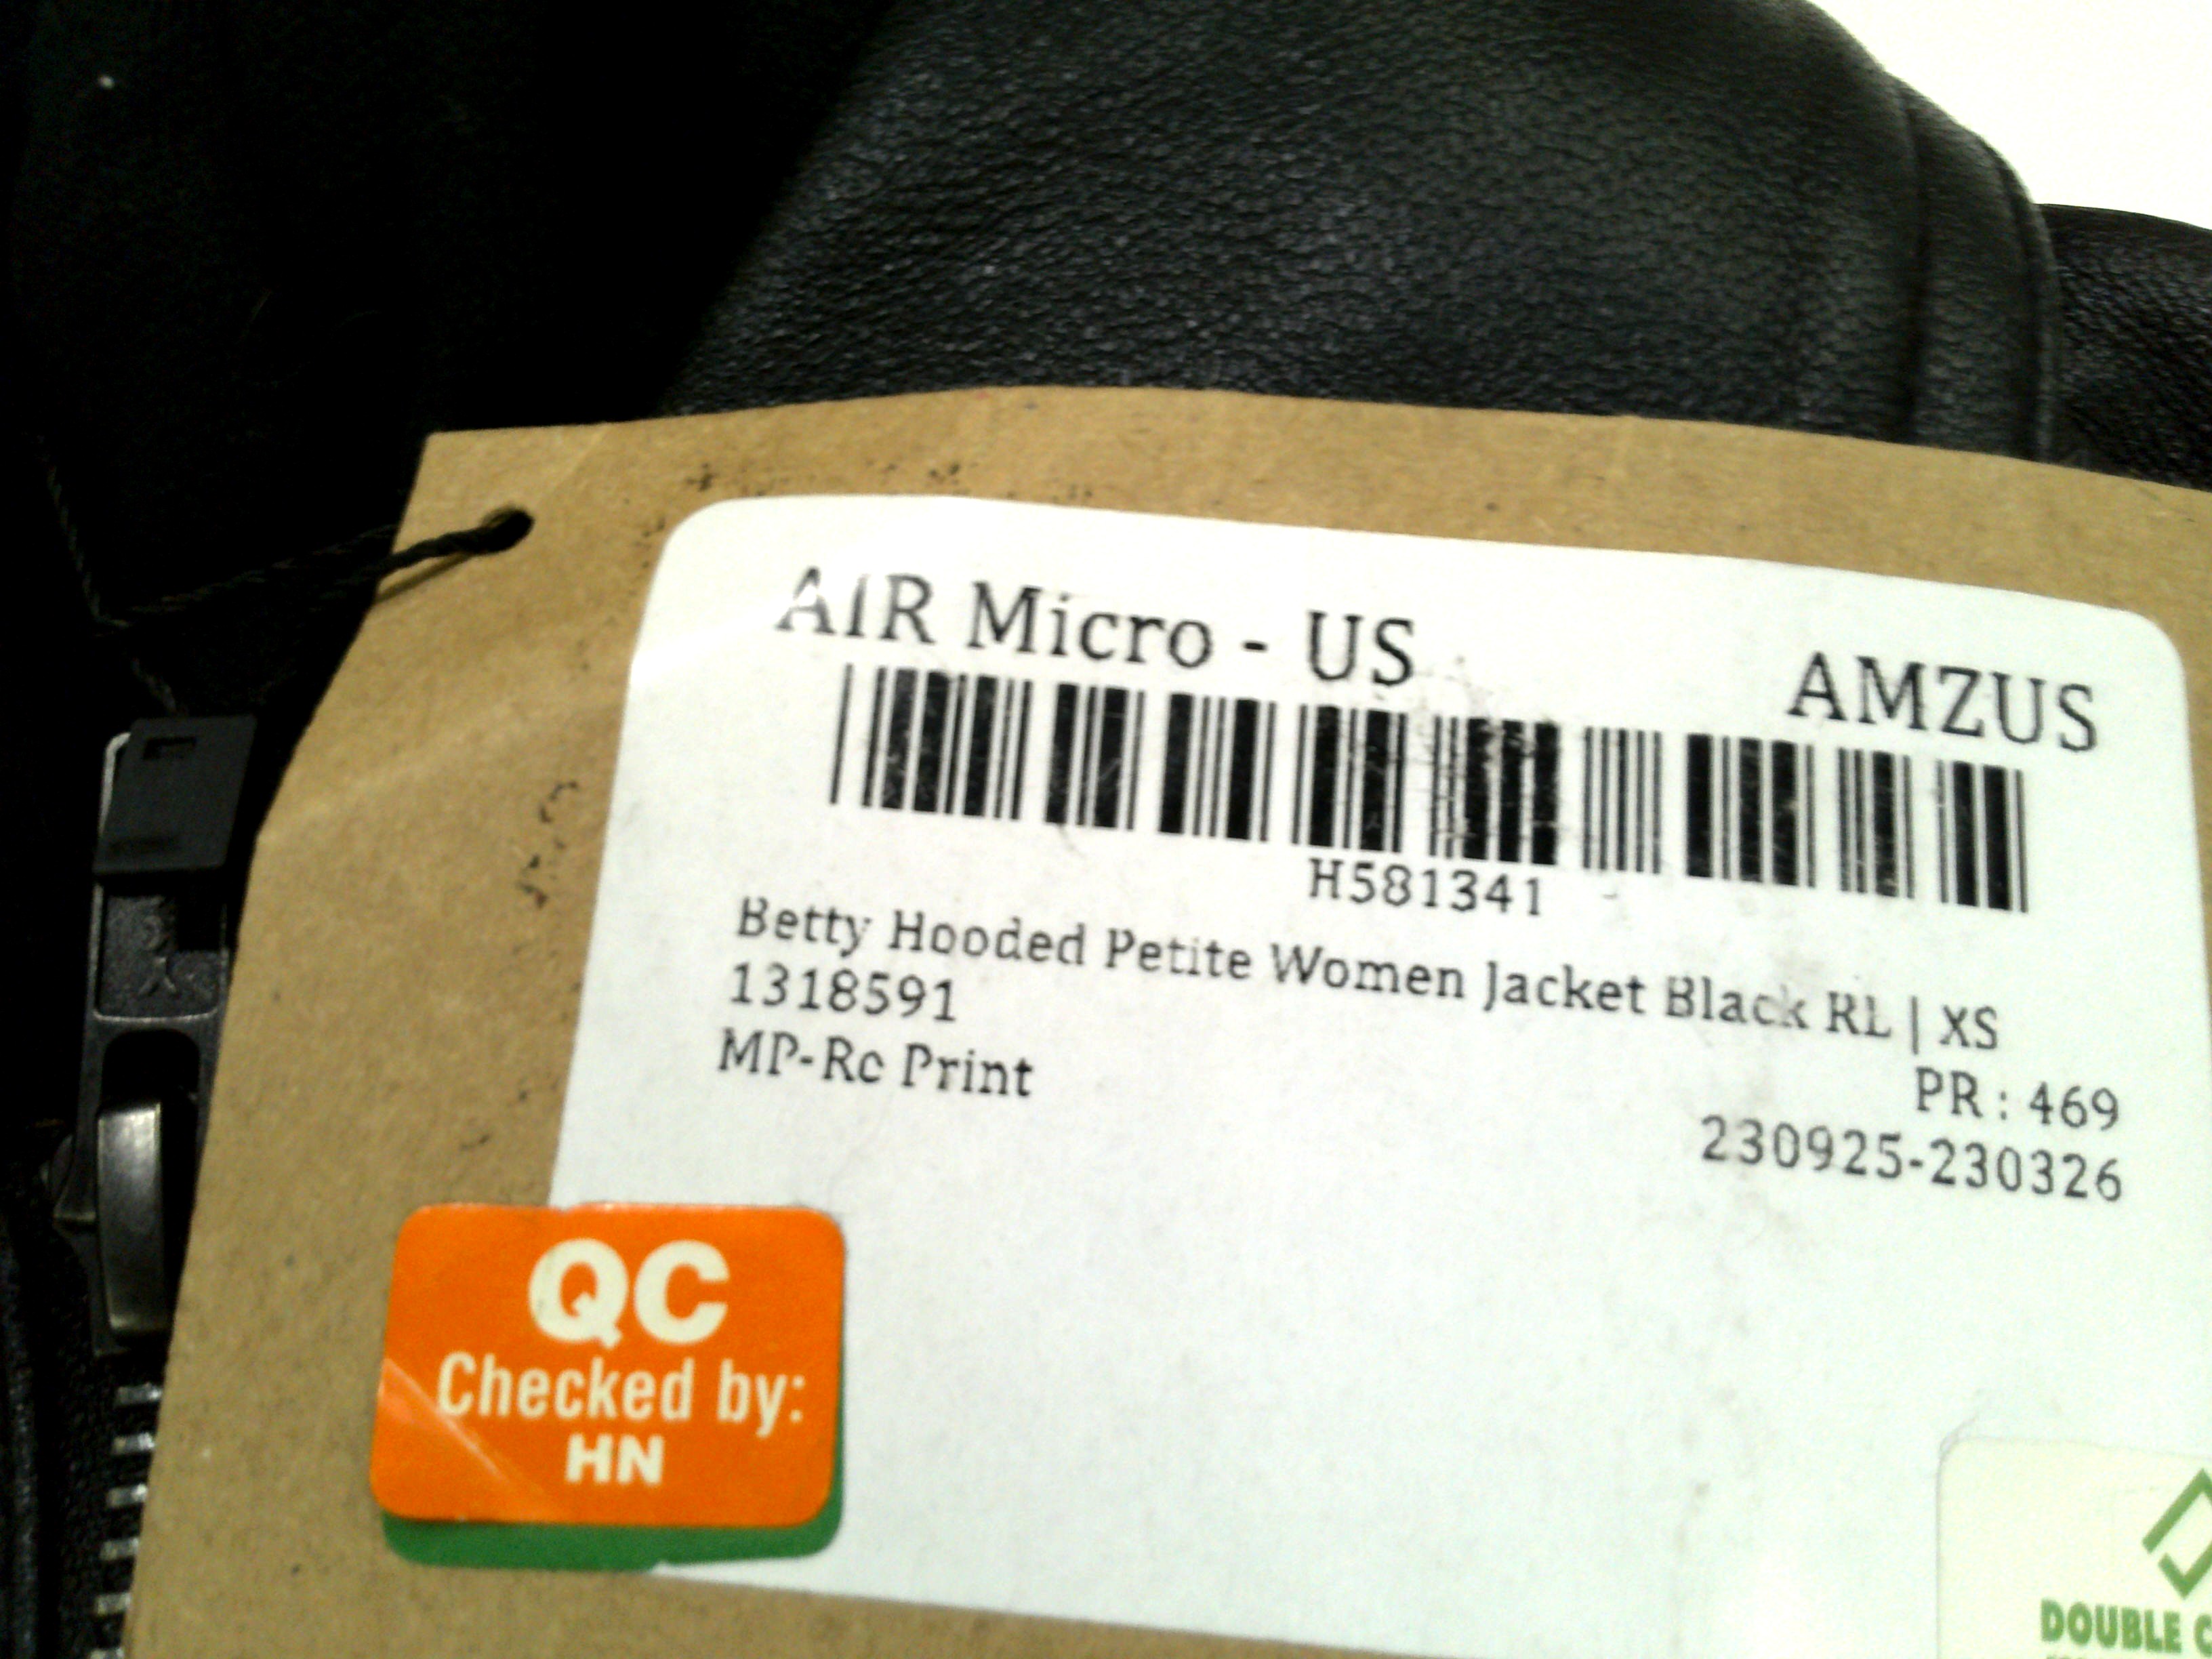 AIR Micro - US
AMZUS
H581341
Betty Hooded Petite Women Jacket Black RL | XS
1318591
MP-Rc Print
PR : 469
230925-230326
QC
Checked by:
HN
DOUBLE